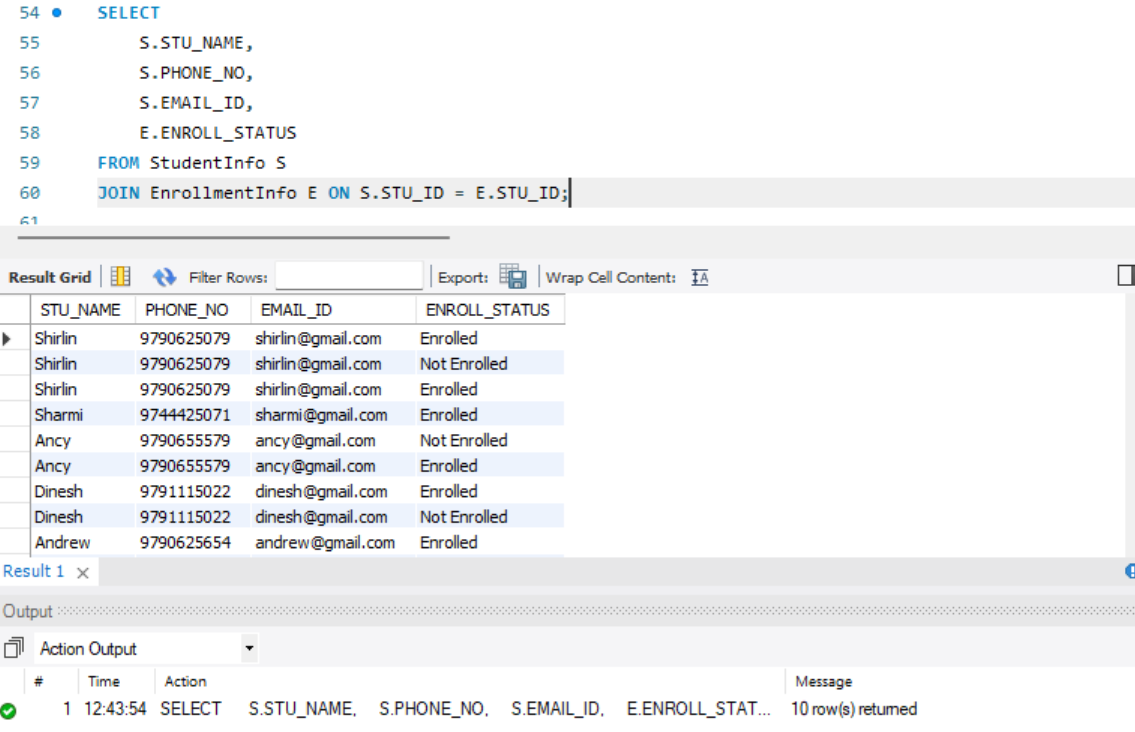 54 SELECT
55 S.STU_NAME,
56 S.PHONE_NO,
57 S.EMAIL_ID,
58 E.ENROLL_STATUS
59 FROM StudentInfo S
60 JOIN EnrollmentInfo E ON S.STU_ID = E.STU_ID;
61
Result Grid Filter Rows: Export: Wrap Cell Content: IA
STU_NAME PHONE_NO EMAIL_ID ENROLL_STATUS
Shirlin 9790625079 shirlin@gmail.com Enrolled
Shirlin 9790625079 shirlin@gmail.com Not Enrolled
Shirlin 9790625079 shirlin@gmail.com Enrolled
Sharmi 9744425071 sharmi@gmail.com Enrolled
Ancy 9790655579 ancy@gmail.com Not Enrolled
Ancy 9790655579 ancy@gmail.com Enrolled
Dinesh 9791115022 dinesh@gmail.com Enrolled
Dinesh 9791115022 dinesh@gmail.com Not Enrolled
Andrew 9790625654 andrew@gmail.com Enrolled
Result 1
Output
Action Output
# Time Action Message
1 12:43:54 SELECT S.STU_NAME, S.PHONE_NO, S.EMAIL_ID, E.ENROLL_STAT... 10 row(s) returned